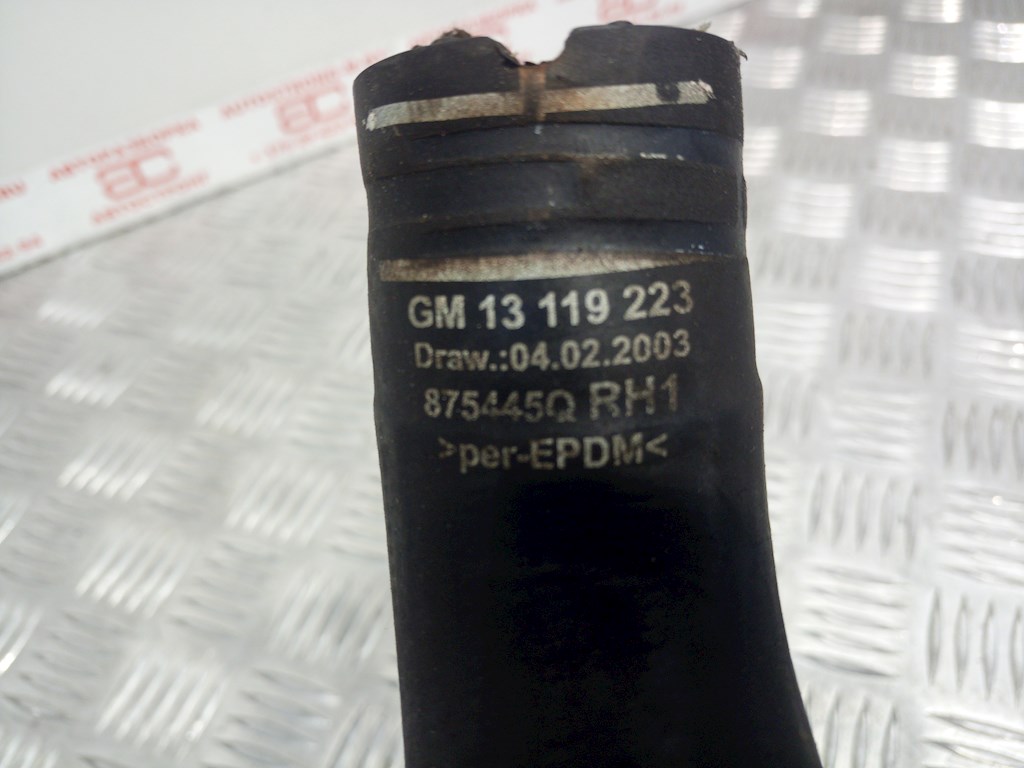 GM 13 119 223
Draw.:04.02.2003
875445Q RH1
>per-EPDM<